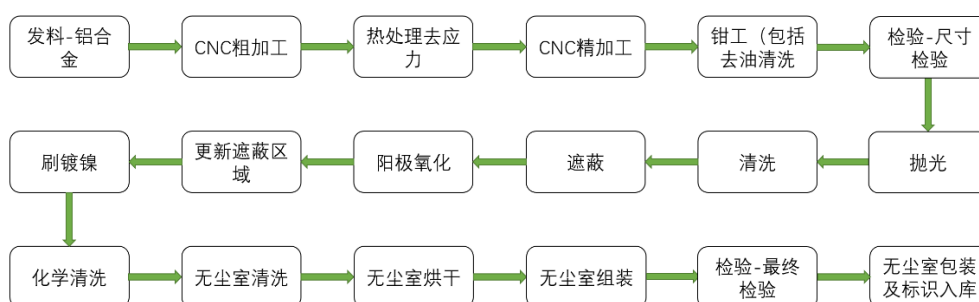 发料-铝合
金
CNC粗加工
热处理去应
力
CNC精加工
钳工（包括
去油清洗
检验-尺寸
检验
刷镀镍
更新遮蔽区
域
阳极氧化
遮蔽
清洗
抛光
化学清洗
无尘室清洗
无尘室烘干
无尘室组装
检验-最终
检验
无尘室包装
及标识入库